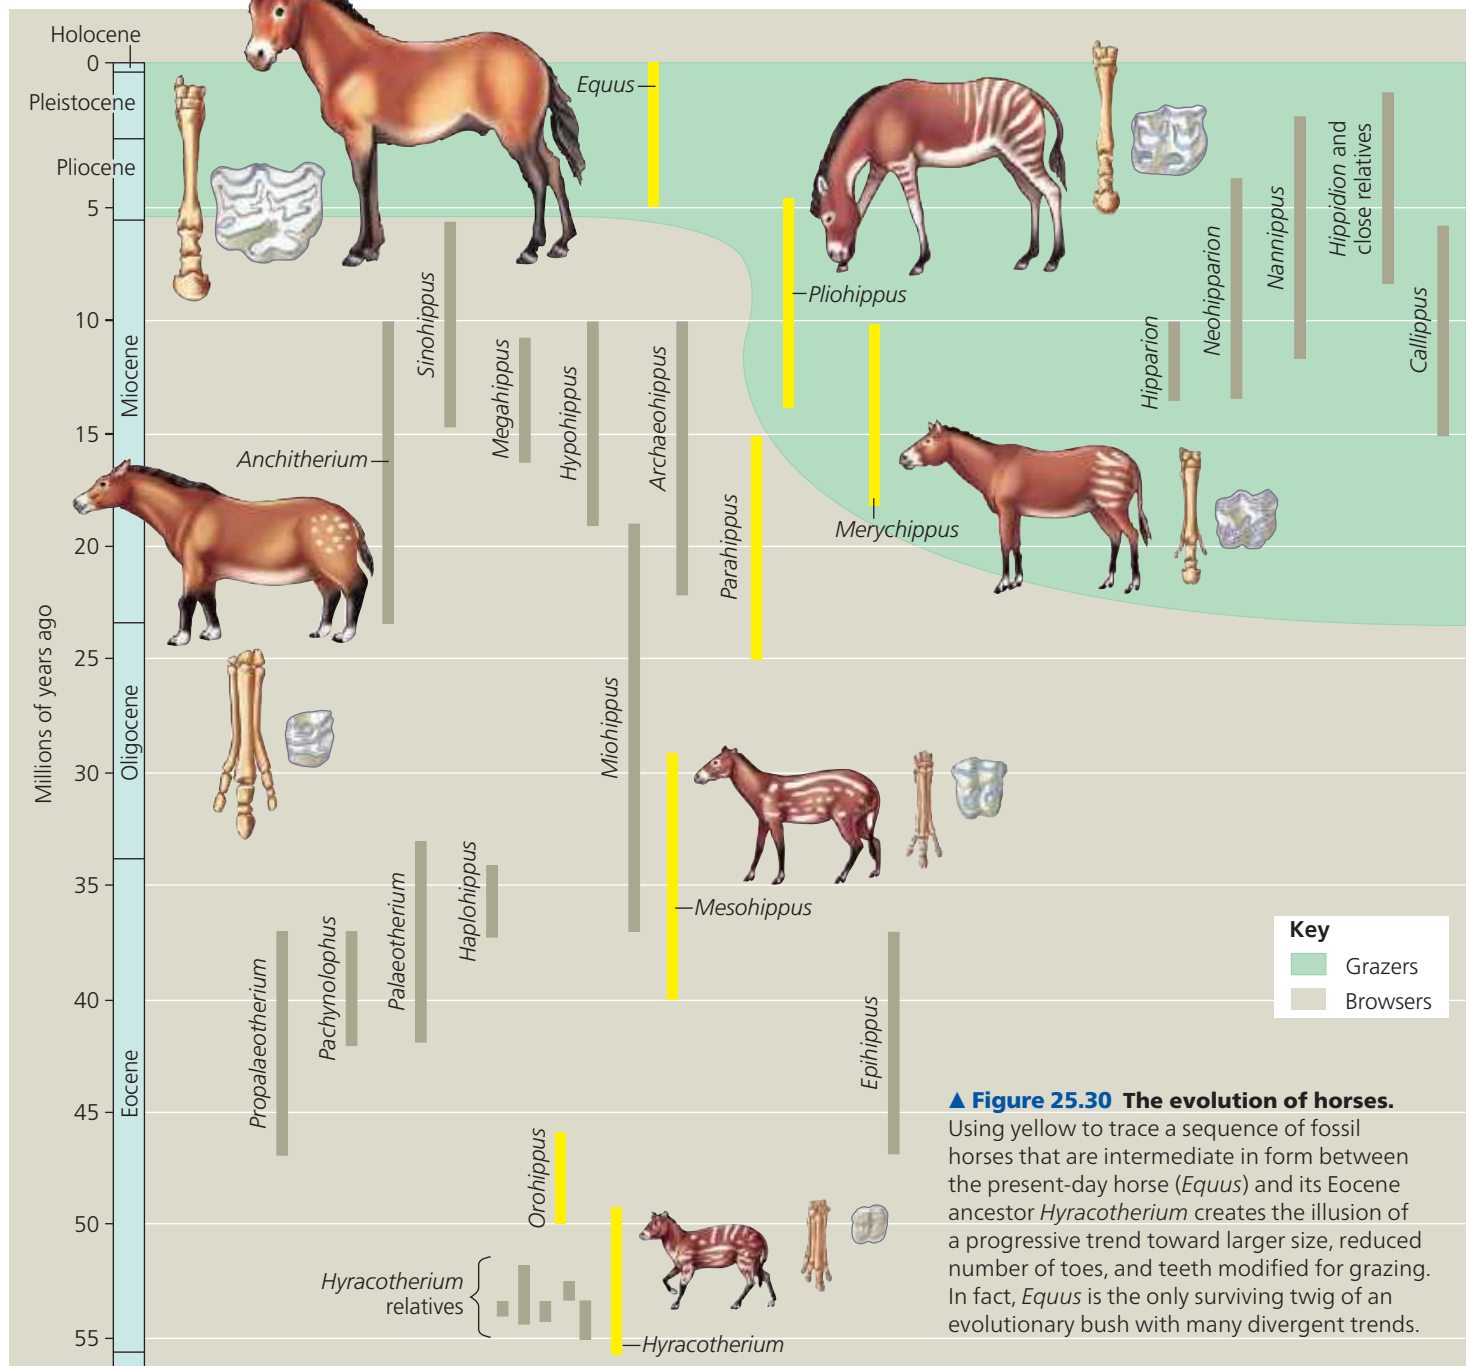 Holocene
0
Pleistocene
Pliocene
5
10
Miocene
15
20
25
Oligocene
30
35
40
Eocene
45
50
55
Millions of years ago
Equus
Pliohippus
Hipparion
Neohipparion
Nannippus
Hippidion and
close relatives
Callippus
Sinohippus
Megahippus
Hypohippus
Archaeohippus
Anchitherium
Parahippus
Merychippus
Miohippus
Mesohippus
Haplohippus
Palaeotherium
Pachynolophus
Propalaeotherium
Epihippus
Orohippus
Hyracotherium
relatives
Hyracotherium
Key
Grazers
Browsers
▲ Figure 25.30 The evolution of horses.
Using yellow to trace a sequence of fossil
horses that are intermediate in form between
the present-day horse (Equus) and its Eocene
ancestor Hyracotherium creates the illusion of
a progressive trend toward larger size, reduced
number of toes, and teeth modified for grazing.
In fact, Equus is the only surviving twig of an
evolutionary bush with many divergent trends.